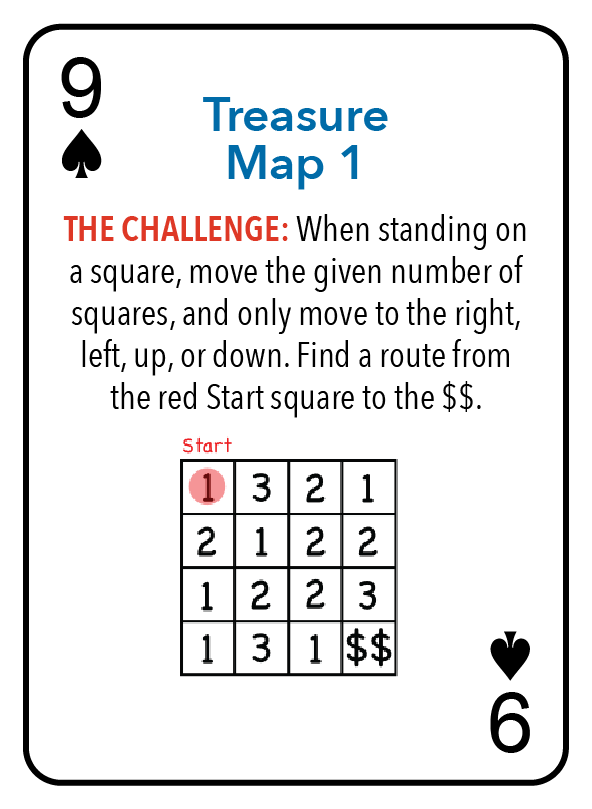 9
Treasure
Map 1
THE CHALLENGE: When standing on
a square, move the given number of
squares, and only move to the right,
left, up, or down. Find a route from
the red Start square to the $$.
Start
1 3 2 1
2 1 2 2
1 2 2 3
1 3 1 $$
9